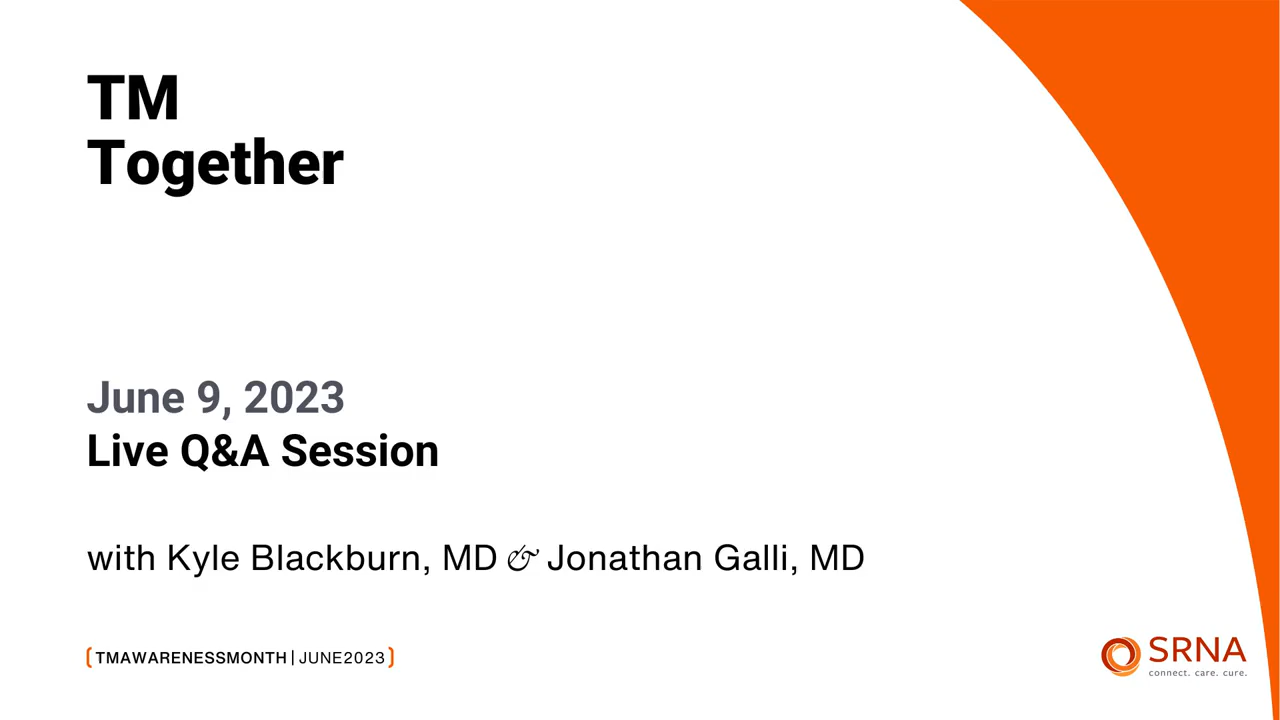 TM
Together
June 9, 2023
Live Q&A Session
with Kyle Blackburn, MD & Jonathan Galli, MD
[TMAWARENESSMONTH | JUNE2023]
SRNA
connect. care. cure.